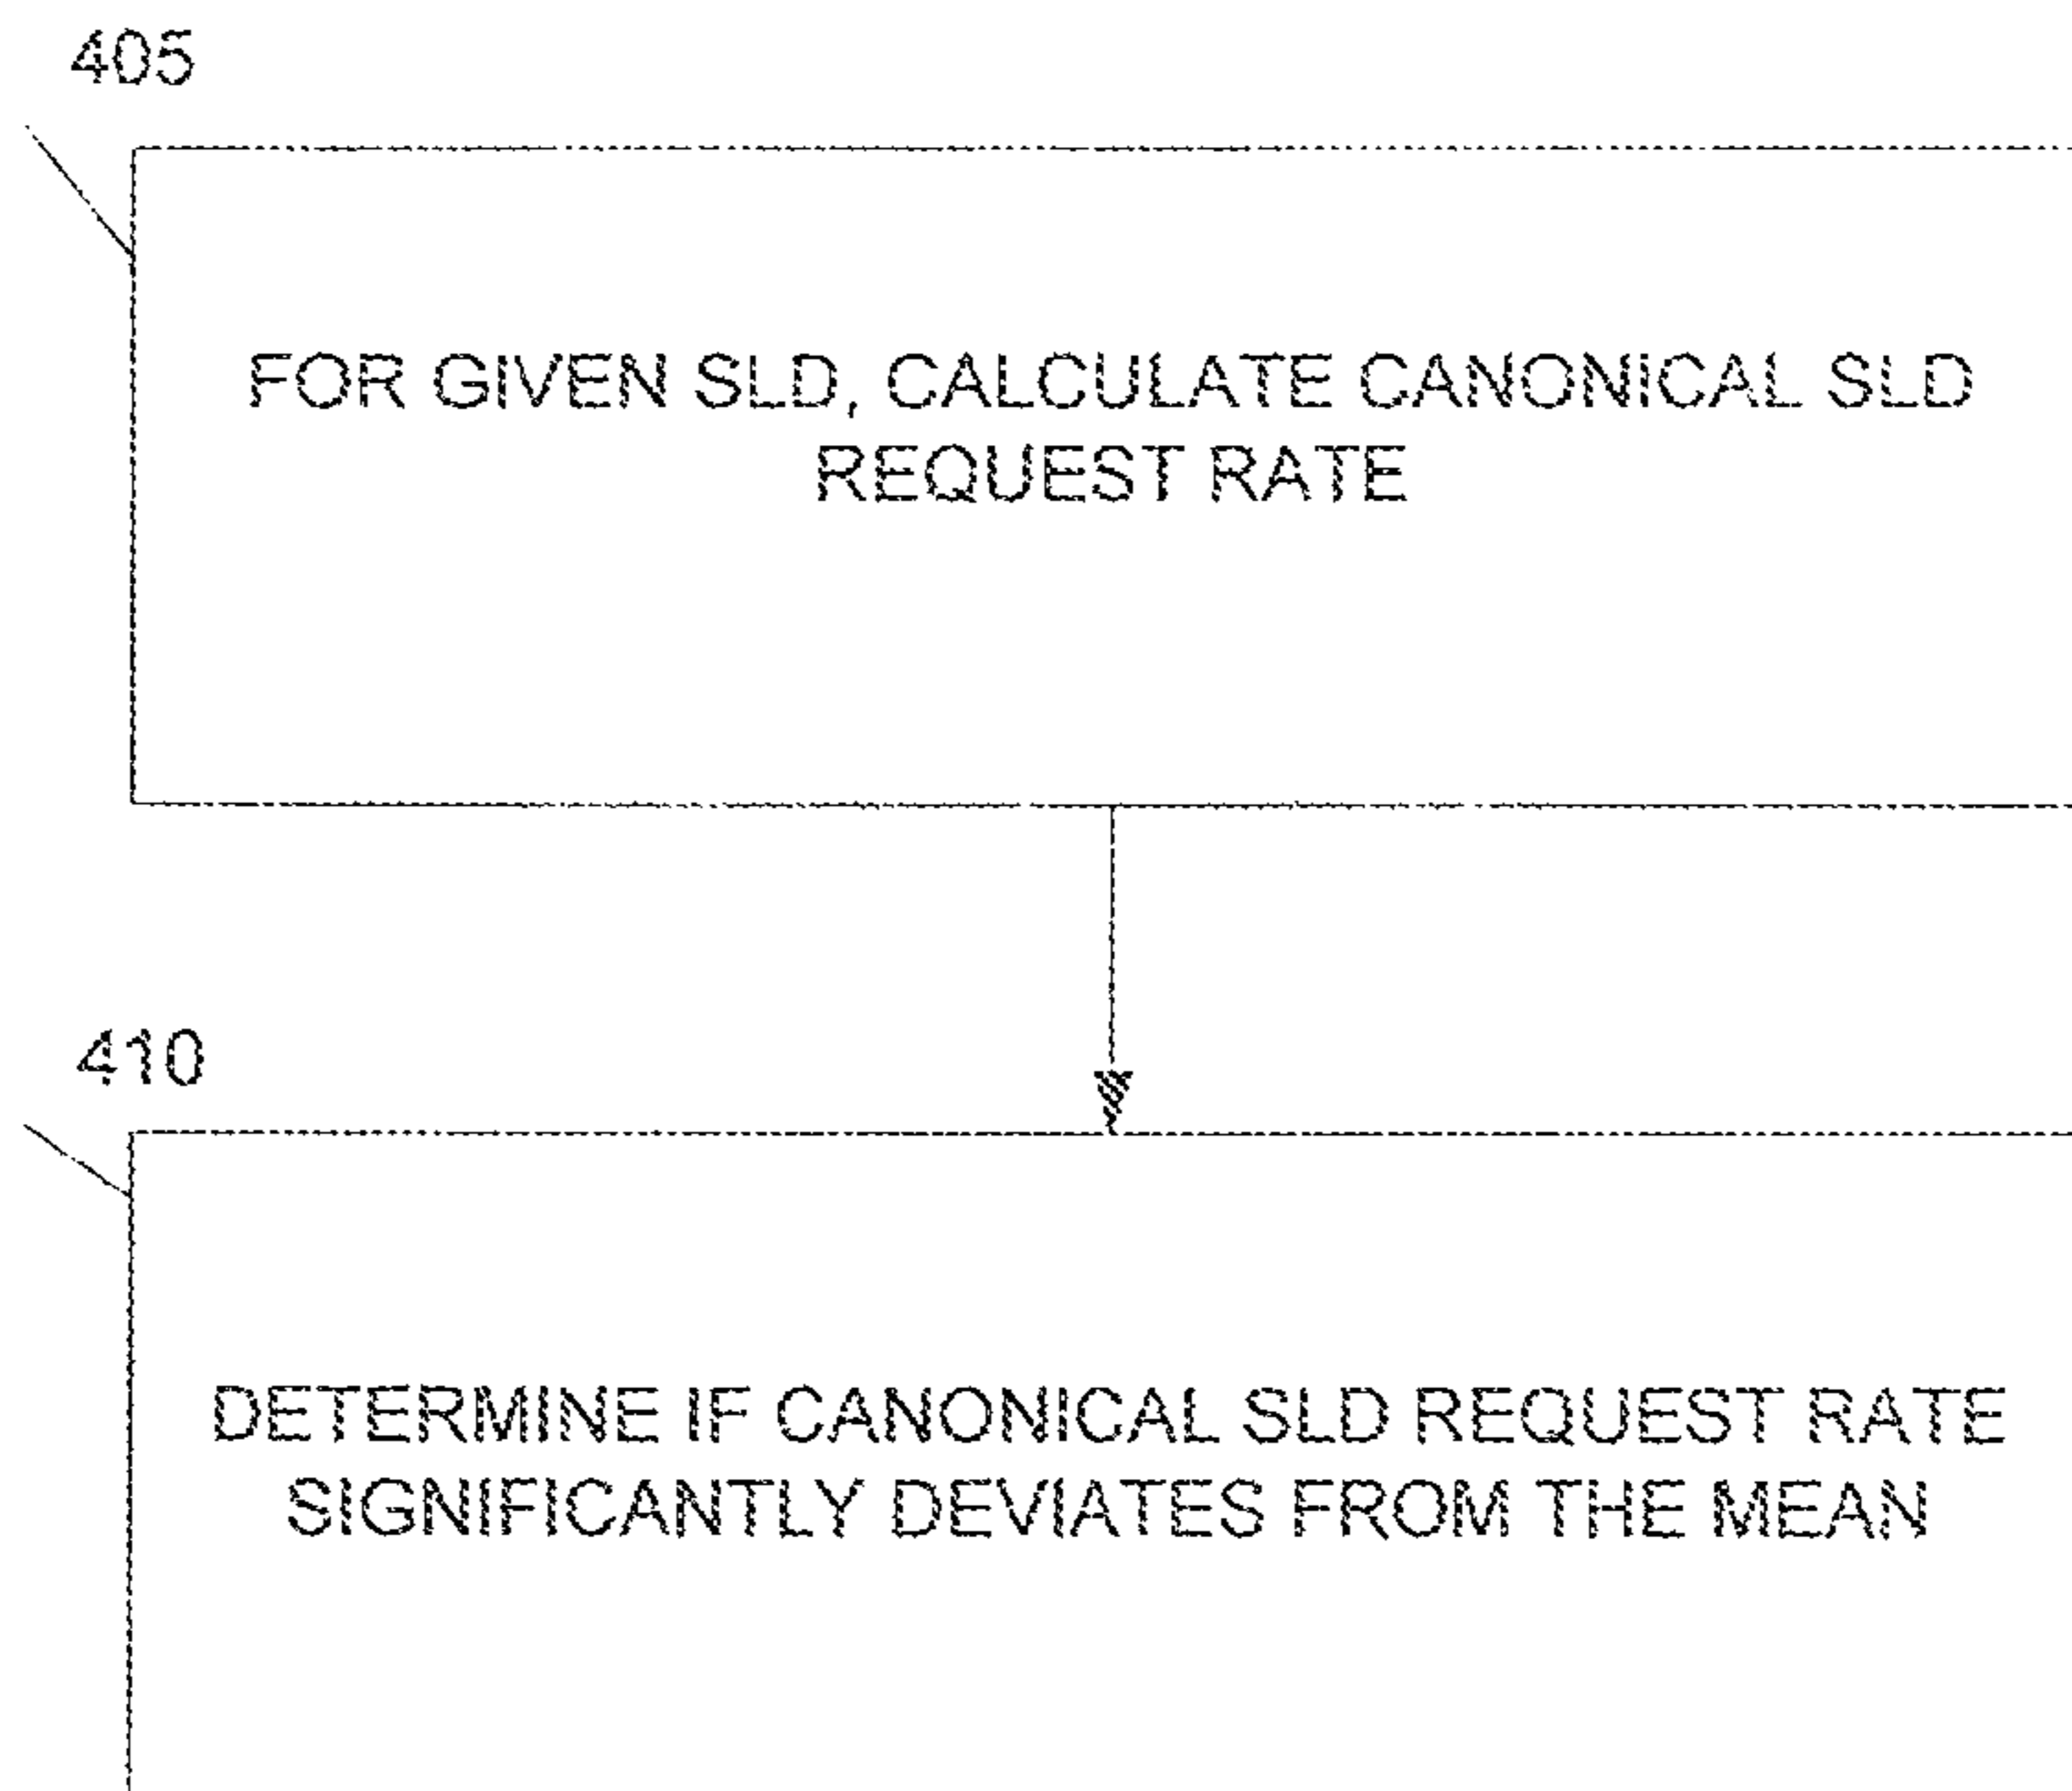 405
FOR GIVEN SLD, CALCULATE CANONICAL SLD
REQUEST RATE
410
DETERMINE IF CANONICAL SLD REQUEST RATE
SIGNIFICANTLY DEVIATES FROM THE MEAN